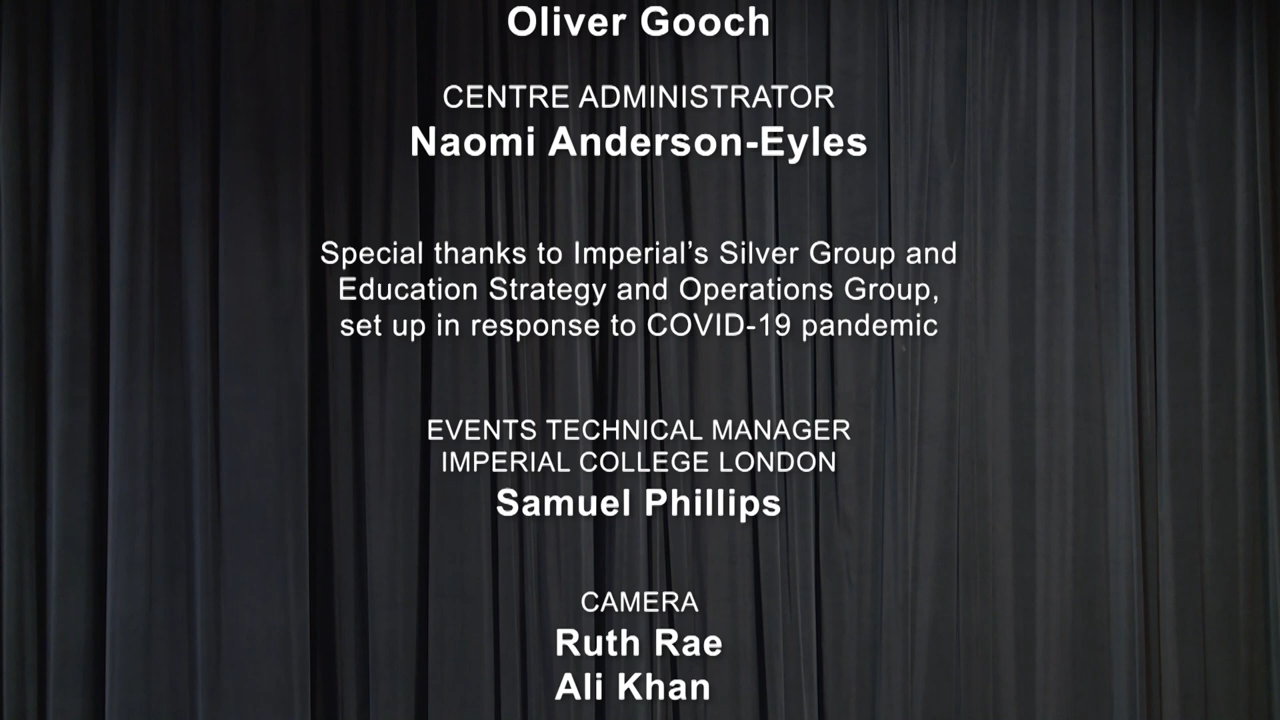 Oliver Gooch
CENTRE ADMINISTRATOR
Naomi Anderson-Eyles
Special thanks to Imperial’s Silver Group and
Education Strategy and Operations Group,
set up in response to COVID-19 pandemic
EVENTS TECHNICAL MANAGER
IMPERIAL COLLEGE LONDON
Samuel Phillips
CAMERA
Ruth Rae
Ali Khan